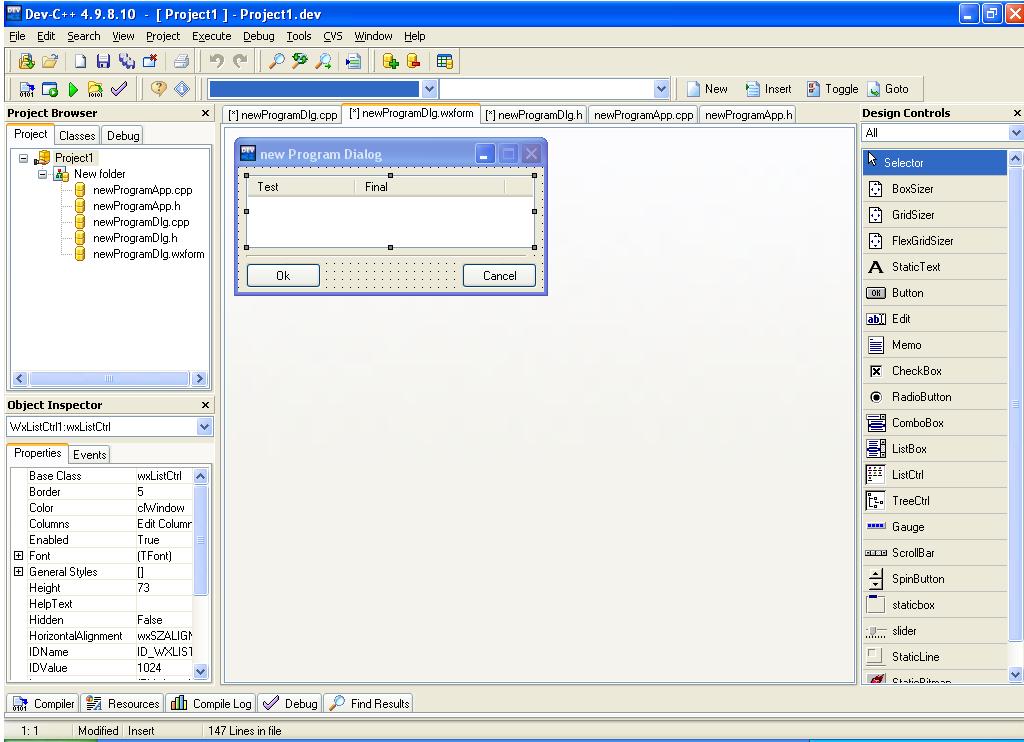 Dev-C++ 4.9.8.10 - [ Project1 ] - Project1.dev
File Edit Search View Project Execute Debug Tools CVS Window Help
New Insert Toggle Goto
Project Browser
Project Classes Debug
Project1
New folder
newProgramApp.cpp
newProgramApp.h
newProgramDlg.cpp
newProgramDlg.h
newProgramDlg.wxform
Object Inspector
WxListCtrl1:wxListCtrl
Properties Events
Base Class wxListCtrl
Border 5
Color clWindow
Columns Edit Column
Enabled True
Font (TFont)
General Styles []
Height 73
HelpText
Hidden False
HorizontalAlignment wxSZALIGN
IDName ID_WXLIST
IDValue 1024
[*] newProgramDlg.cpp [*] newProgramDlg.wxform [*] newProgramDlg.h newProgramApp.cpp newProgramApp.h
new Program Dialog
Test Final
Ok Cancel
Design Controls
All
Selector
BoxSizer
GridSizer
FlexGridSizer
StaticText
Button
Edit
Memo
CheckBox
RadioButton
ComboBox
ListBox
ListCtrl
TreeCtrl
Gauge
ScrollBar
SpinButton
staticbox
slider
StaticLine
StaticBitmap
Compiler Resources Compile Log Debug Find Results
1: 1 Modified Insert 147 Lines in file